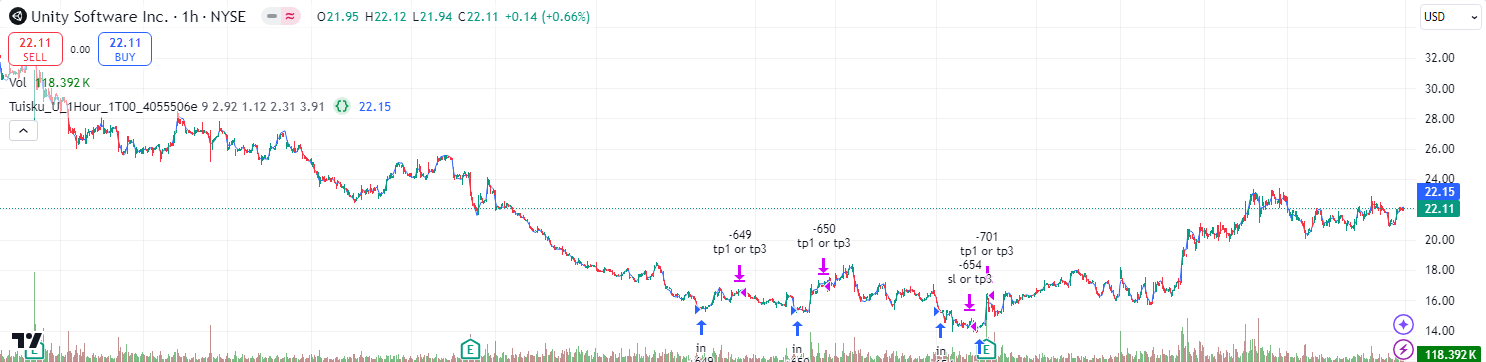 Unity Software Inc. · 1h · NYSE O21.95 H22.12 L21.94 C22.11 +0.14 (+0.66%)
USD
22.11
SELL
0.00
22.11
BUY
Vol 118.392 K
Tuisku_U_1Hour_1T00_4055506e 9 2.92 1.12 2.31 3.91 {} 22.15
32.00
30.00
28.00
26.00
24.00
22.15
22.11
20.00
18.00
16.00
14.00
118.392 K
-649
tp1 or tp3
-650
tp1 or tp3
-701
tp1 or tp3
-654
sl or tp3
in
in
in
E
E
E